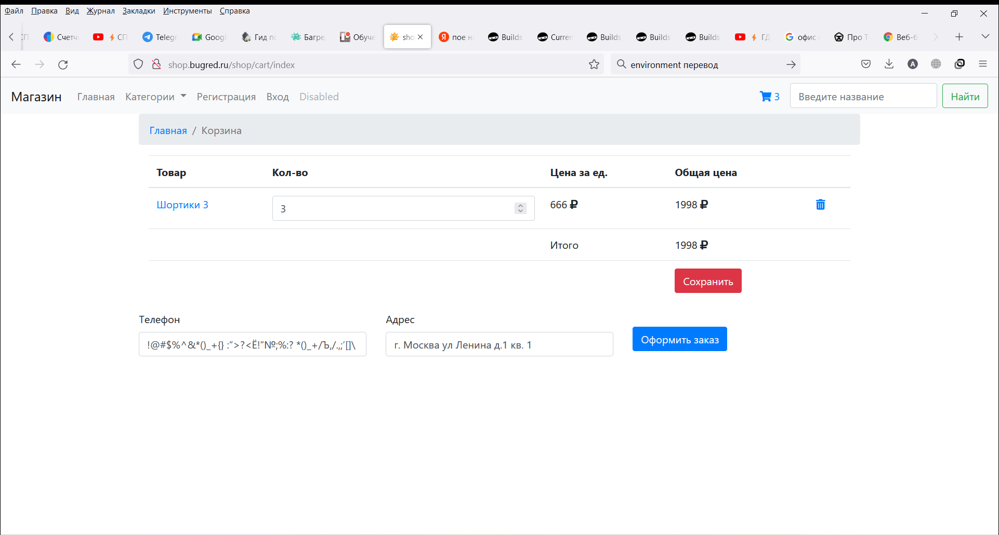 Файл Правка Вид Журнал Закладки Инструменты Справка
СП Счетч СП Telegr Googl Гид по Багре, Обуче sho пое н Builds Curren Builds Builds Builds ГД офис Про Т Веб-б
shop.bugred.ru/shop/cart/index environment перевод
Магазин Главная Категории Регистрация Вход Disabled 3 Введите название Найти
Главная / Корзина
Товар Кол-во Цена за ед. Общая цена
Шортики 3 3 666 ₽ 1998 ₽
Итого 1998 ₽
Сохранить
Телефон Адрес
!@#$%^&*()_+{} :”>?<Ё!”№;%:? *()_+/Ъ,/.,;’[]\ г. Москва ул Ленина д.1 кв. 1 Оформить заказ